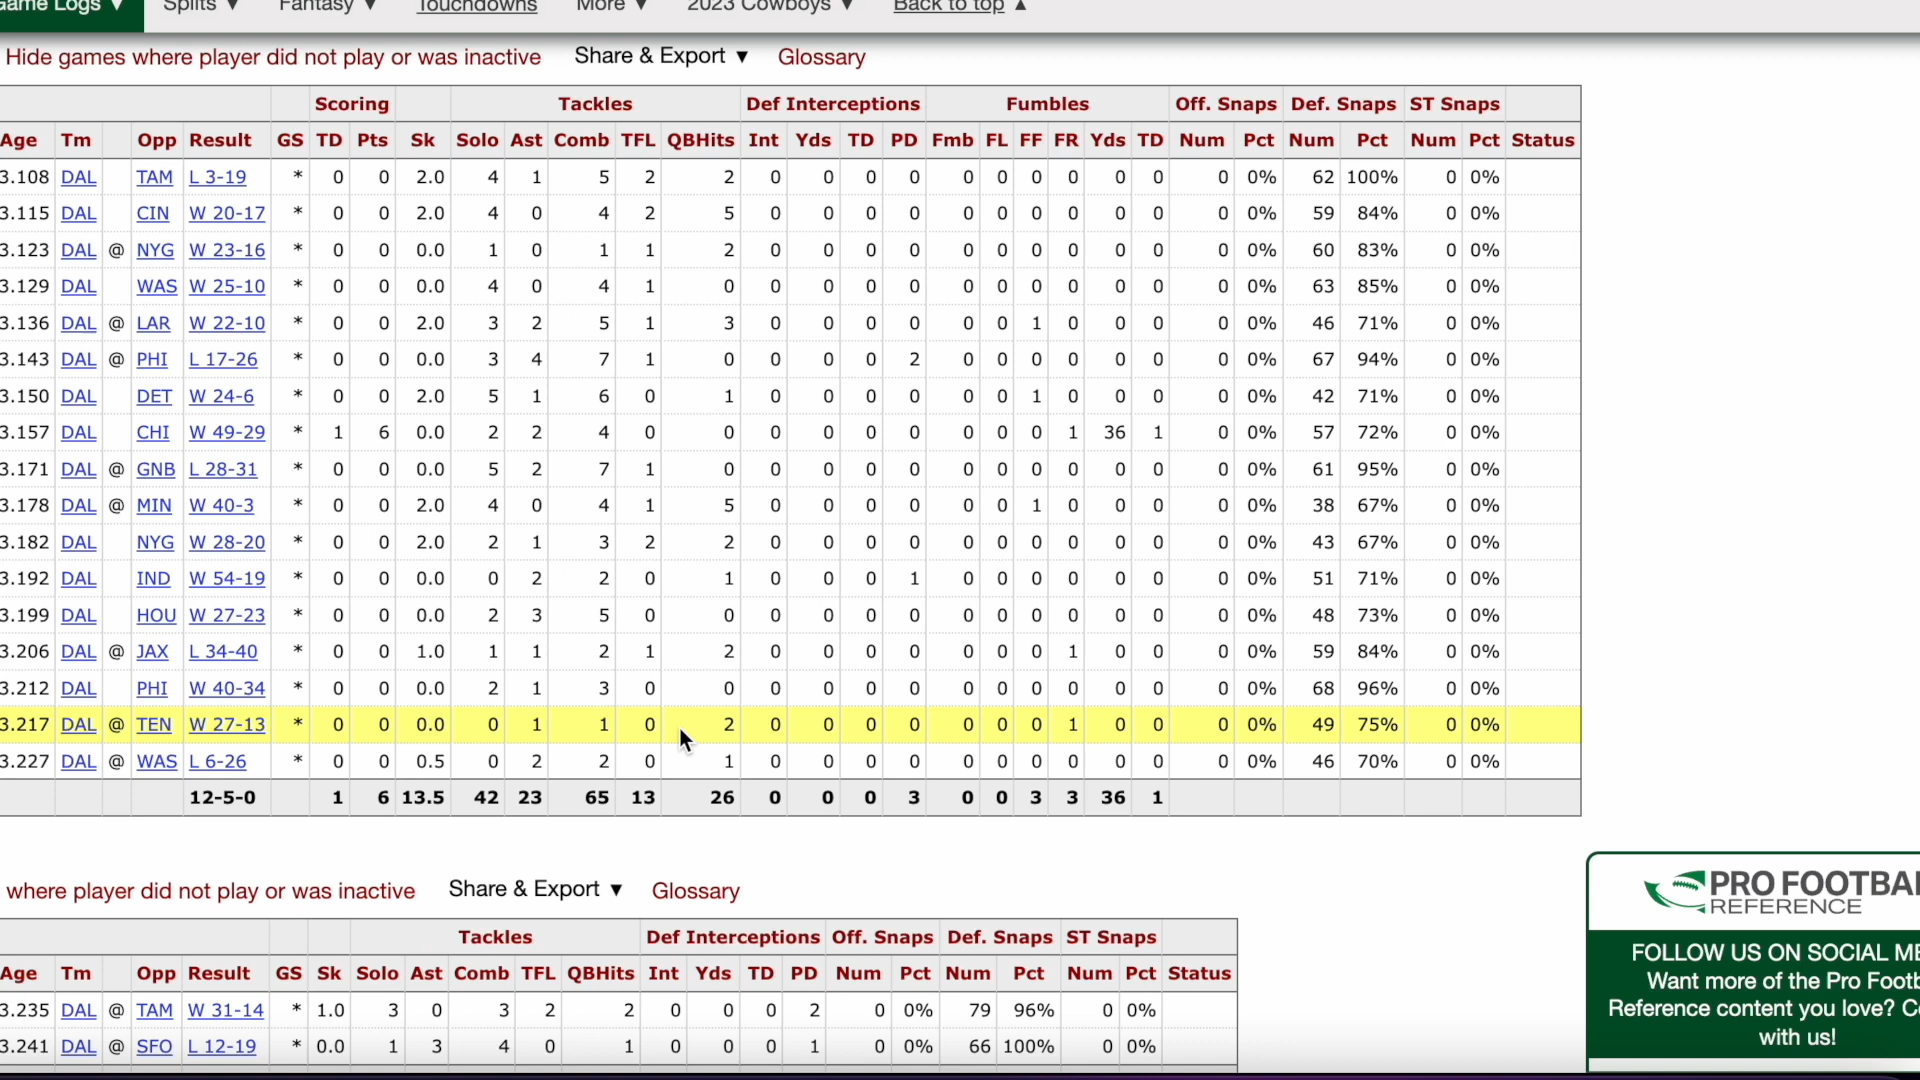 Game Logs ▼ Splits ▼ Fantasy ▼ Touchdowns More ▼ 2023 Cowboys ▼ Back to top ▲
Hide games where player did not play or was inactive Share & Export ▼ Glossary
Scoring Tackles Def Interceptions Fumbles Off. Snaps Def. Snaps ST Snaps
Age Tm Opp Result GS TD Pts Sk Solo Ast Comb TFL QBHits Int Yds TD PD Fmb FL FF FR Yds TD Num Pct Num Pct Num Pct Status
3.108 DAL TAM L 3-19 * 0 0 2.0 4 1 5 2 2 0 0 0 0 0 0 0 0 0 0 0 0% 62 100% 0 0%
3.115 DAL CIN W 20-17 * 0 0 2.0 4 0 4 2 5 0 0 0 0 0 0 0 0 0 0 0 0% 59 84% 0 0%
3.123 DAL @ NYG W 23-16 * 0 0 0.0 1 0 1 1 2 0 0 0 0 0 0 0 0 0 0 0 0% 60 83% 0 0%
3.129 DAL WAS W 25-10 * 0 0 0.0 4 0 4 1 0 0 0 0 0 0 0 0 0 0 0 0 0% 63 85% 0 0%
3.136 DAL @ LAR W 22-10 * 0 0 2.0 3 2 5 1 3 0 0 0 0 0 0 1 0 0 0 0 0% 46 71% 0 0%
3.143 DAL @ PHI L 17-26 * 0 0 0.0 3 4 7 1 0 0 0 0 2 0 0 0 0 0 0 0 0% 67 94% 0 0%
3.150 DAL DET W 24-6 * 0 0 2.0 5 1 6 0 1 0 0 0 0 0 0 1 0 0 0 0 0% 42 71% 0 0%
3.157 DAL CHI W 49-29 * 1 6 0.0 2 2 4 0 0 0 0 0 0 0 0 0 1 36 1 0 0% 57 72% 0 0%
3.171 DAL @ GNB L 28-31 * 0 0 0.0 5 2 7 1 0 0 0 0 0 0 0 0 0 0 0 0 0% 61 95% 0 0%
3.178 DAL @ MIN W 40-3 * 0 0 2.0 4 0 4 1 5 0 0 0 0 0 0 1 0 0 0 0 0% 38 67% 0 0%
3.182 DAL NYG W 28-20 * 0 0 2.0 2 1 3 2 2 0 0 0 0 0 0 0 0 0 0 0 0% 43 67% 0 0%
3.192 DAL IND W 54-19 * 0 0 0.0 0 2 2 0 1 0 0 0 1 0 0 0 0 0 0 0 0% 51 71% 0 0%
3.199 DAL HOU W 27-23 * 0 0 0.0 2 3 5 0 0 0 0 0 0 0 0 0 0 0 0 0 0% 48 73% 0 0%
3.206 DAL @ JAX L 34-40 * 0 0 1.0 1 1 2 1 2 0 0 0 0 0 0 0 1 0 0 0 0% 59 84% 0 0%
3.212 DAL PHI W 40-34 * 0 0 0.0 2 1 3 0 0 0 0 0 0 0 0 0 0 0 0 0 0% 68 96% 0 0%
3.217 DAL @ TEN W 27-13 * 0 0 0.0 0 1 1 0 2 0 0 0 0 0 0 0 1 0 0 0 0% 49 75% 0 0%
3.227 DAL @ WAS L 6-26 * 0 0 0.5 0 2 2 0 1 0 0 0 0 0 0 0 0 0 0 0 0% 46 70% 0 0%
12-5-0 1 6 13.5 42 23 65 13 26 0 0 0 3 0 0 3 3 36 1
where player did not play or was inactive Share & Export ▼ Glossary
Tackles Def Interceptions Off. Snaps Def. Snaps ST Snaps
Age Tm Opp Result GS Sk Solo Ast Comb TFL QBHits Int Yds TD PD Num Pct Num Pct Num Pct Status
3.235 DAL @ TAM W 31-14 * 1.0 3 0 3 2 2 0 0 0 2 0 0% 79 96% 0 0%
3.241 DAL @ SFO L 12-19 * 0.0 1 3 4 0 1 0 0 0 1 0 0% 66 100% 0 0%
PRO FOOTBAL
REFERENCE
FOLLOW US ON SOCIAL ME
Want more of the Pro Footb
Reference content you love? Co
with us!